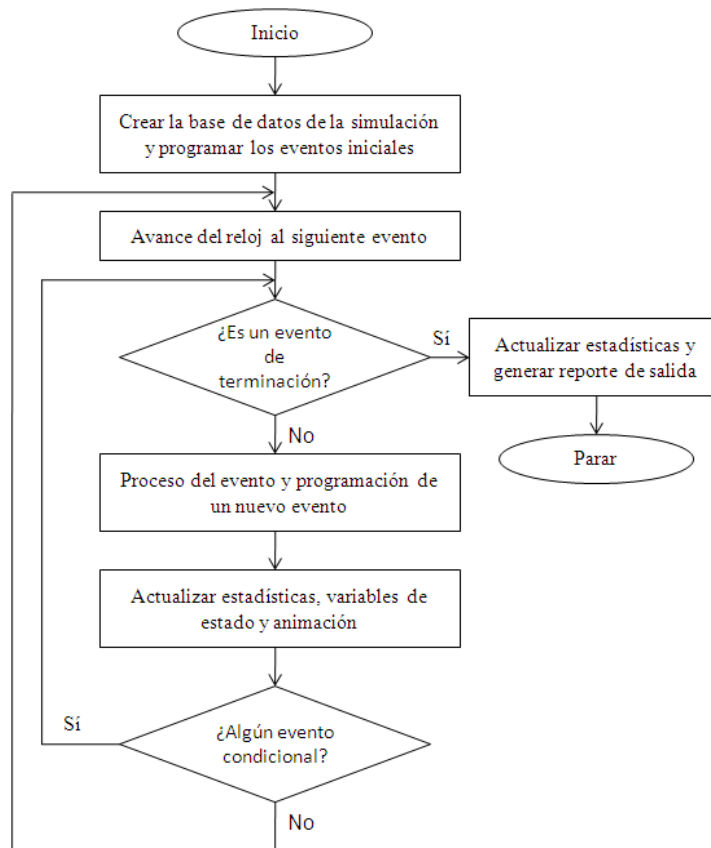 Inicio
Crear la base de datos de la simulación
y programar los eventos iniciales
Avance del reloj al siguiente evento
¿Es un evento
de
terminación?
Sí
Actualizar estadísticas y
generar reporte de salida
Parar
No
Proceso del evento y programación de
un nuevo evento
Actualizar estadísticas, variables de
estado y animación
Sí
¿Algún evento
condicional?
No